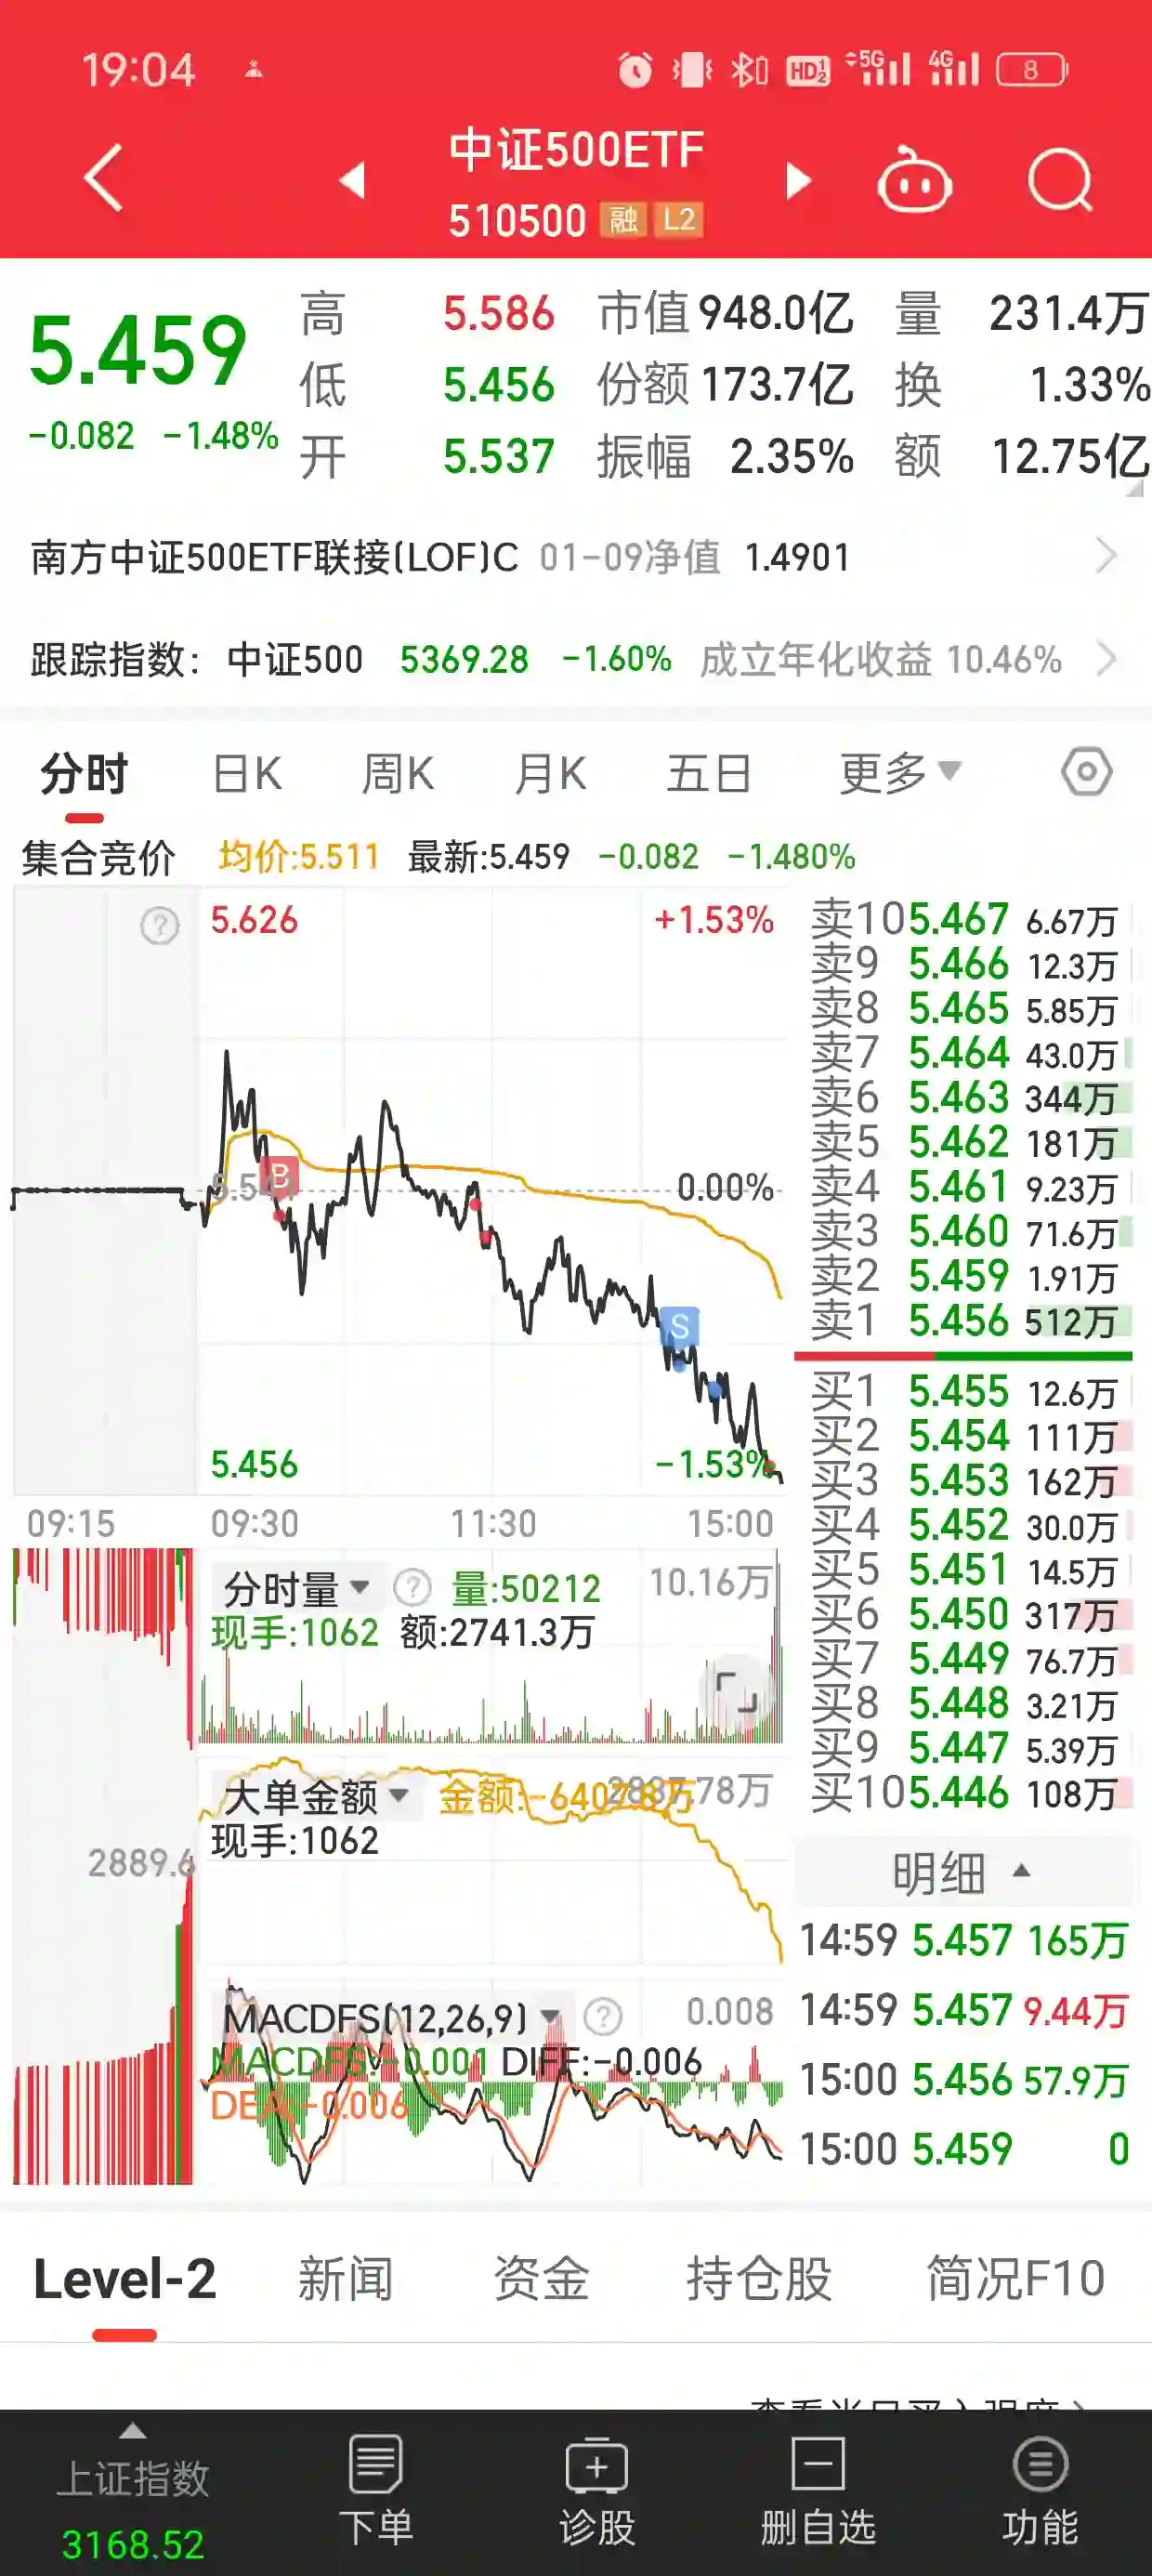 19:04 HD 1 2 5G 4G 8
中证500ETF
510500 融 L2
5.459
-0.082 -1.48%
高 5.586 市值 948.0亿 量 231.4万
低 5.456 份额 173.7亿 换 1.33%
开 5.537 振幅 2.35% 额 12.75亿
南方中证500ETF联接(LOF)C 01-09净值 1.4901
跟踪指数: 中证500 5369.28 -1.60% 成立年化收益 10.46%
分时 日K 周K 月K 五日 更多
集合竞价 均价:5.511 最新:5.459 -0.082 -1.480%
5.626 +1.53%
B
0.00%
S
5.456 -1.53%
09:15 09:30 11:30 15:00
分时量 ? 量:50212 10.16万
现手:1062 额:2741.3万
大单金额 金额:
现手:1062
2889.6
MACDFS(12,26,9) ? 0.008
MACDFS:-0.001 DIFF:-0.006
DEA:-0.006
卖10 5.467 6.67万
卖9 5.466 12.3万
卖8 5.465 5.85万
卖7 5.464 43.0万
卖6 5.463 344万
卖5 5.462 181万
卖4 5.461 9.23万
卖3 5.460 71.6万
卖2 5.459 1.91万
卖1 5.456 512万
买1 5.455 12.6万
买2 5.454 111万
买3 5.453 162万
买4 5.452 30.0万
买5 5.451 14.5万
买6 5.450 317万
买7 5.449 76.7万
买8 5.448 3.21万
买9 5.447 5.39万
买10 5.446 108万
明细
14:59 5.457 165万
14:59 5.457 9.44万
15:00 5.456 57.9万
15:00 5.459 0
Level-2 新闻 资金 持仓股 简况F10
上证指数 下单 诊股 删自选 功能
3168.52